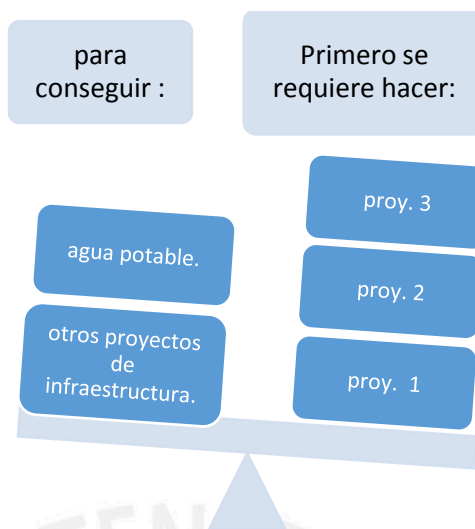 para
conseguir :
Primero se
requiere hacer:
agua potable.
otros proyectos
de
infraestructura.
proy. 3
proy. 2
proy. 1